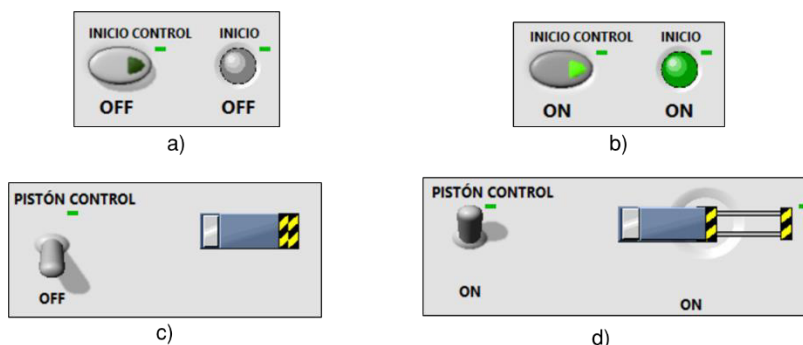 INICIO CONTROL INICIO
OFF OFF
a)
INICIO CONTROL INICIO
ON ON
b)
PISTÓN CONTROL
OFF
c)
PISTÓN CONTROL
ON ON
d)